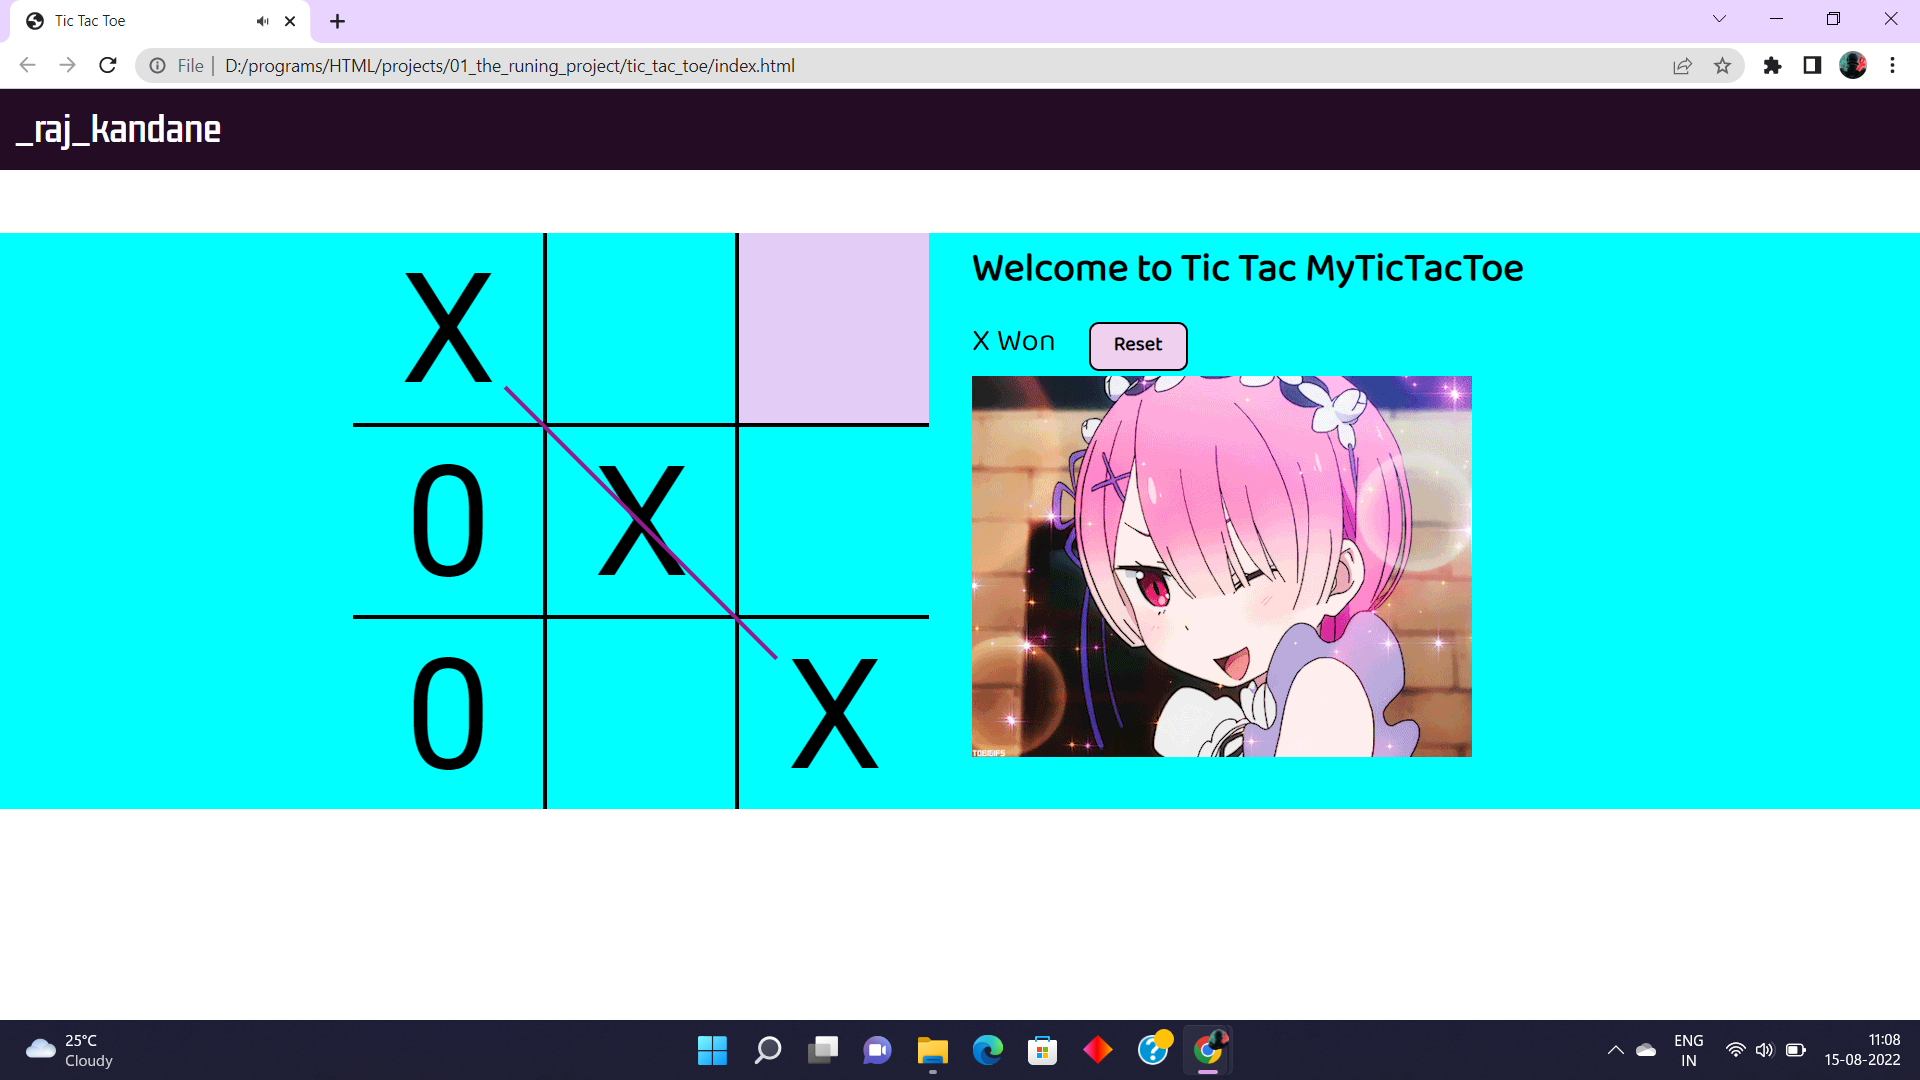 Tic Tac Toe
File | D:/programs/HTML/projects/01_the_runing_project/tic_tac_toe/index.html
_raj_kandane
X
0 X
0 X
Welcome to Tic Tac MyTicTacToe
X Won Reset
TOEIGIFS
25°C
Cloudy
ENG
IN
11:08
15-08-2022